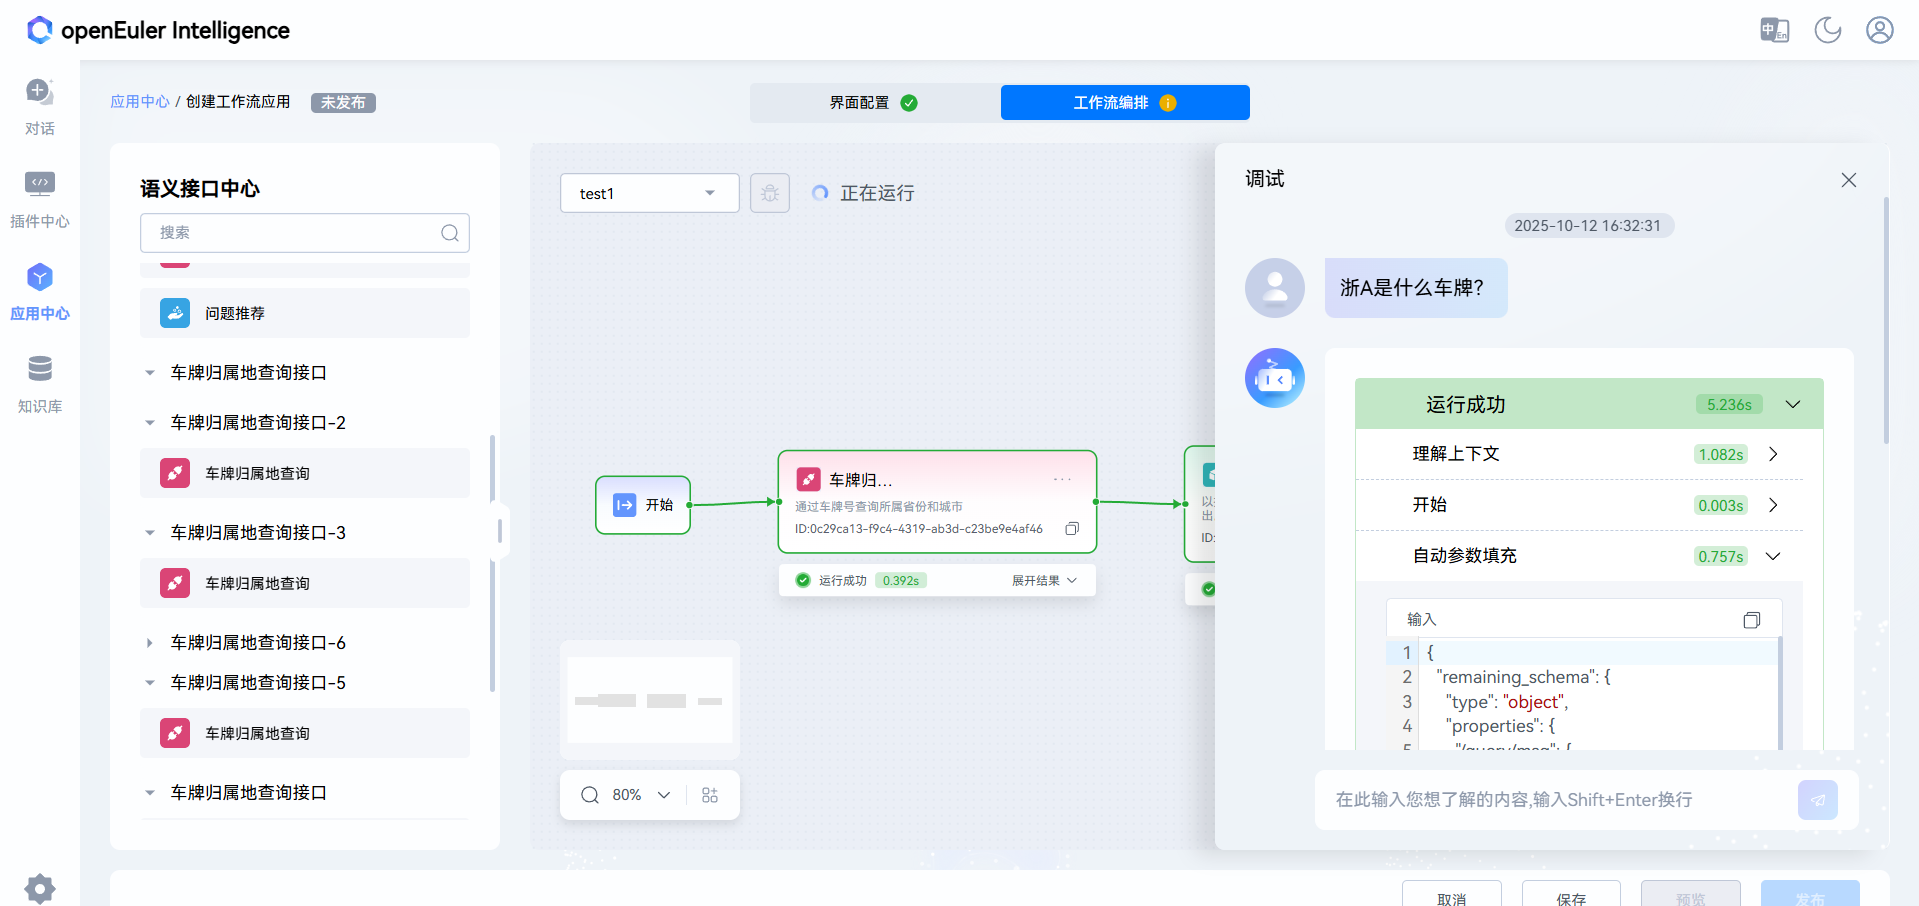 openEuler Intelligence
中 En
对话
插件中心
应用中心
知识库
应用中心 / 创建工作流应用 未发布
界面配置
工作流编排
语义接口中心
搜索
问题推荐
车牌归属地查询接口
车牌归属地查询接口-2
车牌归属地查询
车牌归属地查询接口-3
车牌归属地查询
车牌归属地查询接口-6
车牌归属地查询接口-5
车牌归属地查询
车牌归属地查询接口
test1
正在运行
开始
车牌归...
通过车牌号查询所属省份和城市
ID:0c29ca13-f9c4-4319-ab3d-c23be9e4af46
运行成功 0.392s 展开结果
以
出
ID:
80%
调试
2025-10-12 16:32:31
浙A是什么车牌?
运行成功 5.236s
理解上下文 1.082s
开始 0.003s
自动参数填充 0.757s
输入
1 {
2 "remaining_schema": {
3 "type": "object",
4 "properties": {
5 "/query/msg": {
在此输入您想了解的内容,输入Shift+Enter换行
取消
保存
预览
发布